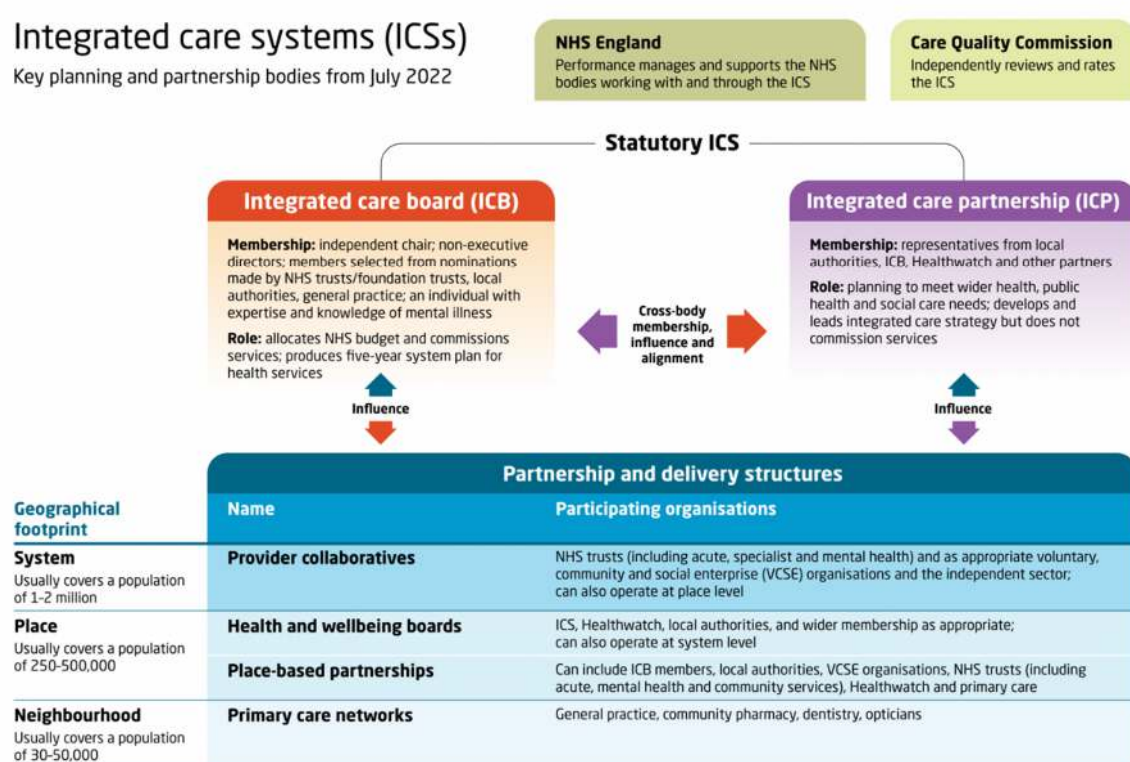 Integrated care systems (ICSs)
Key planning and partnership bodies from July 2022
NHS England
Performance manages and supports the NHS
bodies working with and through the ICS
Care Quality Commission
Independently reviews and rates
the ICS
Statutory ICS
Integrated care board (ICB)
Membership: independent chair; non-executive
directors; members selected from nominations
made by NHS trusts/foundation trusts, local
authorities, general practice; an individual with
expertise and knowledge of mental illness
Role: allocates NHS budget and commissions
services; produces five-year system plan for
health services
Cross-body
membership,
influence and
alignment
Integrated care partnership (ICP)
Membership: representatives from local
authorities, ICB, Healthwatch and other partners
Role: planning to meet wider health, public
health and social care needs; develops and
leads integrated care strategy but does not
commission services
Influence
Influence
Partnership and delivery structures
Geographical
footprint
Name
Participating organisations
System
Usually covers a population
of 1–2 million
Provider collaboratives
NHS trusts (including acute, specialist and mental health) and as appropriate voluntary,
community and social enterprise (VCSE) organisations and the independent sector;
can also operate at place level
Place
Usually covers a population
of 250-500,000
Health and wellbeing boards
ICS, Healthwatch, local authorities, and wider membership as appropriate;
can also operate at system level
Place-based partnerships
Can include ICB members, local authorities, VCSE organisations, NHS trusts (including
acute, mental health and community services), Healthwatch and primary care
Neighbourhood
Usually covers a population
of 30–50,000
Primary care networks
General practice, community pharmacy, dentistry, opticians